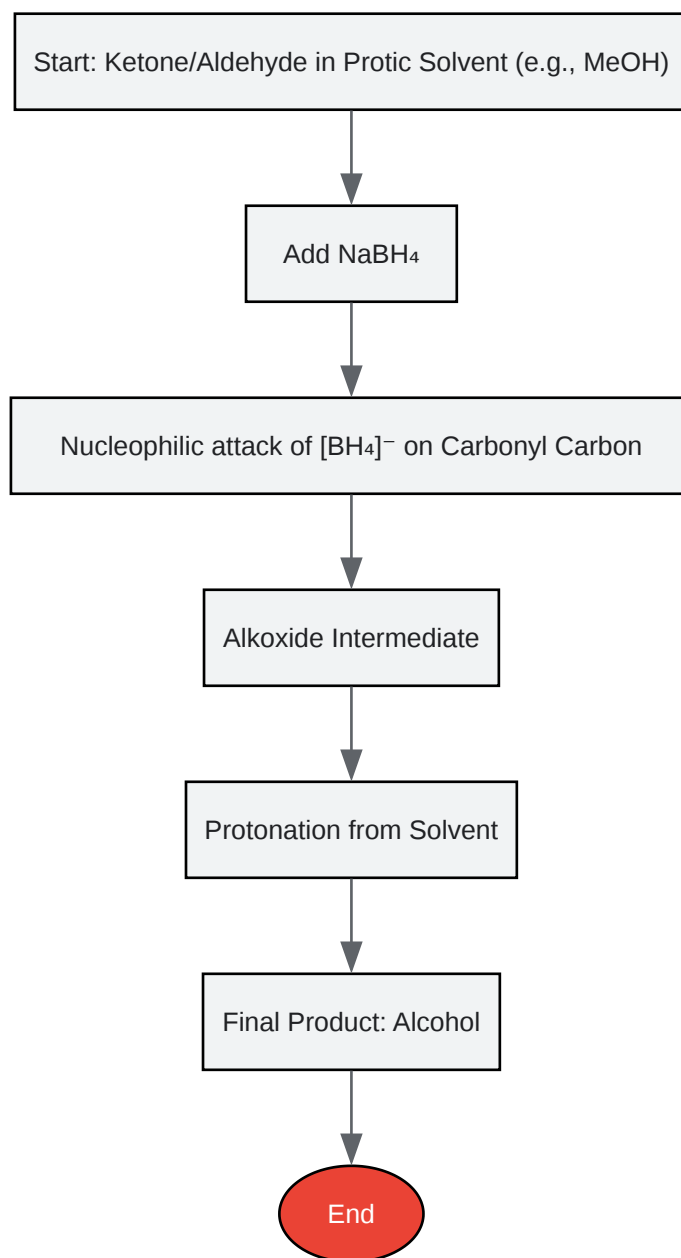 Start: Ketone/Aldehyde in Protic Solvent (e.g., MeOH)
Add NaBH₄
Nucleophilic attack of [BH₄]⁻ on Carbonyl Carbon
Alkoxide Intermediate
Protonation from Solvent
Final Product: Alcohol
End